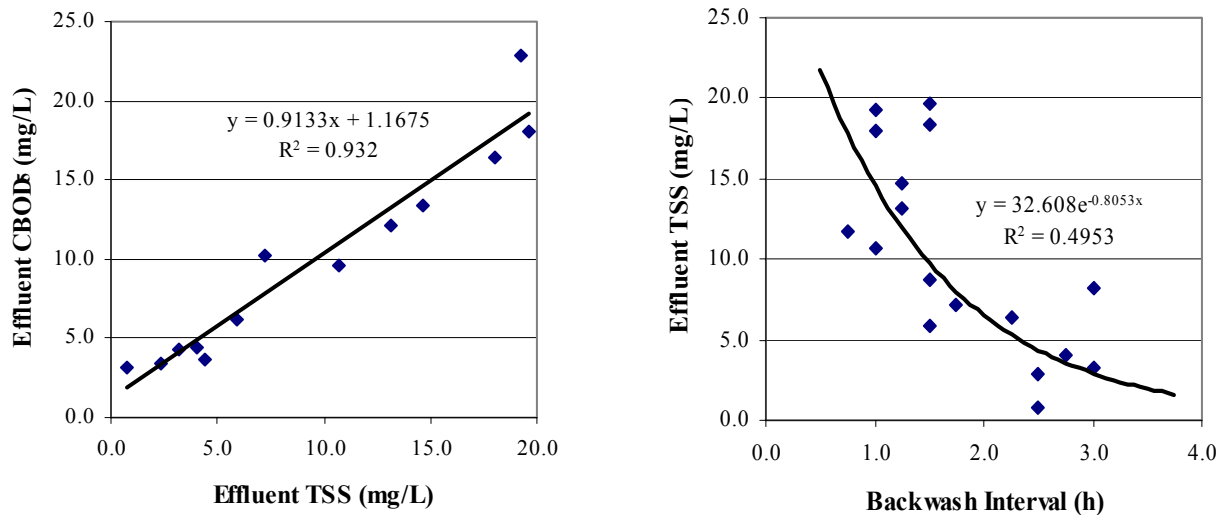 Effluent CBOD₅ (mg/L)
25.0
20.0
15.0
10.0
5.0
0.0
y = 0.9133x + 1.1675
R² = 0.932
0.0 5.0 10.0 15.0 20.0
Effluent TSS (mg/L)
Effluent TSS (mg/L)
25.0
20.0
15.0
10.0
5.0
0.0
y = 32.608e^-0.8053x
R² = 0.4953
0.0 1.0 2.0 3.0 4.0
Backwash Interval (h)